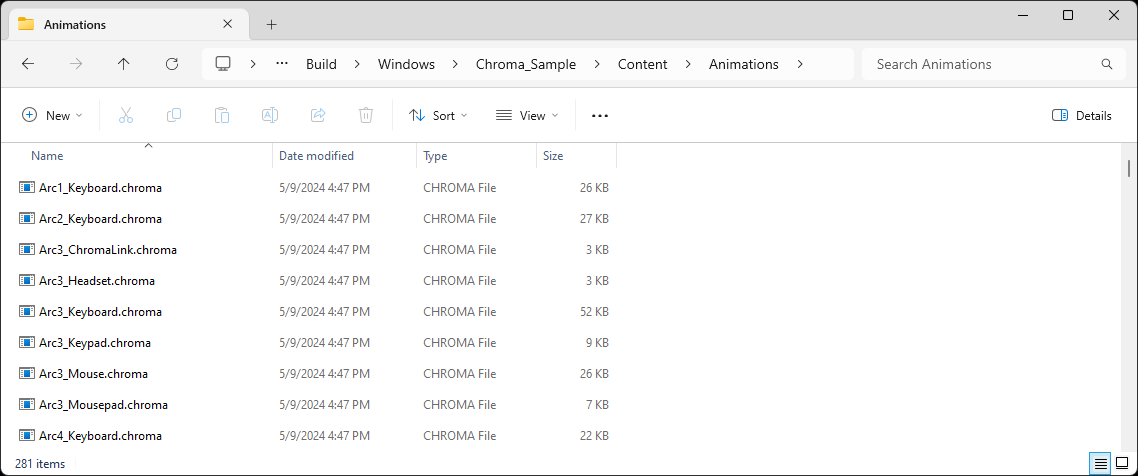 Animations
Build Windows Chroma_Sample Content Animations Search Animations
New Sort View Details
Name Date modified Type Size
Arc1_Keyboard.chroma 5/9/2024 4:47 PM CHROMA File 26 KB
Arc2_Keyboard.chroma 5/9/2024 4:47 PM CHROMA File 27 KB
Arc3_ChromaLink.chroma 5/9/2024 4:47 PM CHROMA File 3 KB
Arc3_Headset.chroma 5/9/2024 4:47 PM CHROMA File 3 KB
Arc3_Keyboard.chroma 5/9/2024 4:47 PM CHROMA File 52 KB
Arc3_Keypad.chroma 5/9/2024 4:47 PM CHROMA File 9 KB
Arc3_Mouse.chroma 5/9/2024 4:47 PM CHROMA File 26 KB
Arc3_Mousepad.chroma 5/9/2024 4:47 PM CHROMA File 7 KB
Arc4_Keyboard.chroma 5/9/2024 4:47 PM CHROMA File 22 KB
281 items